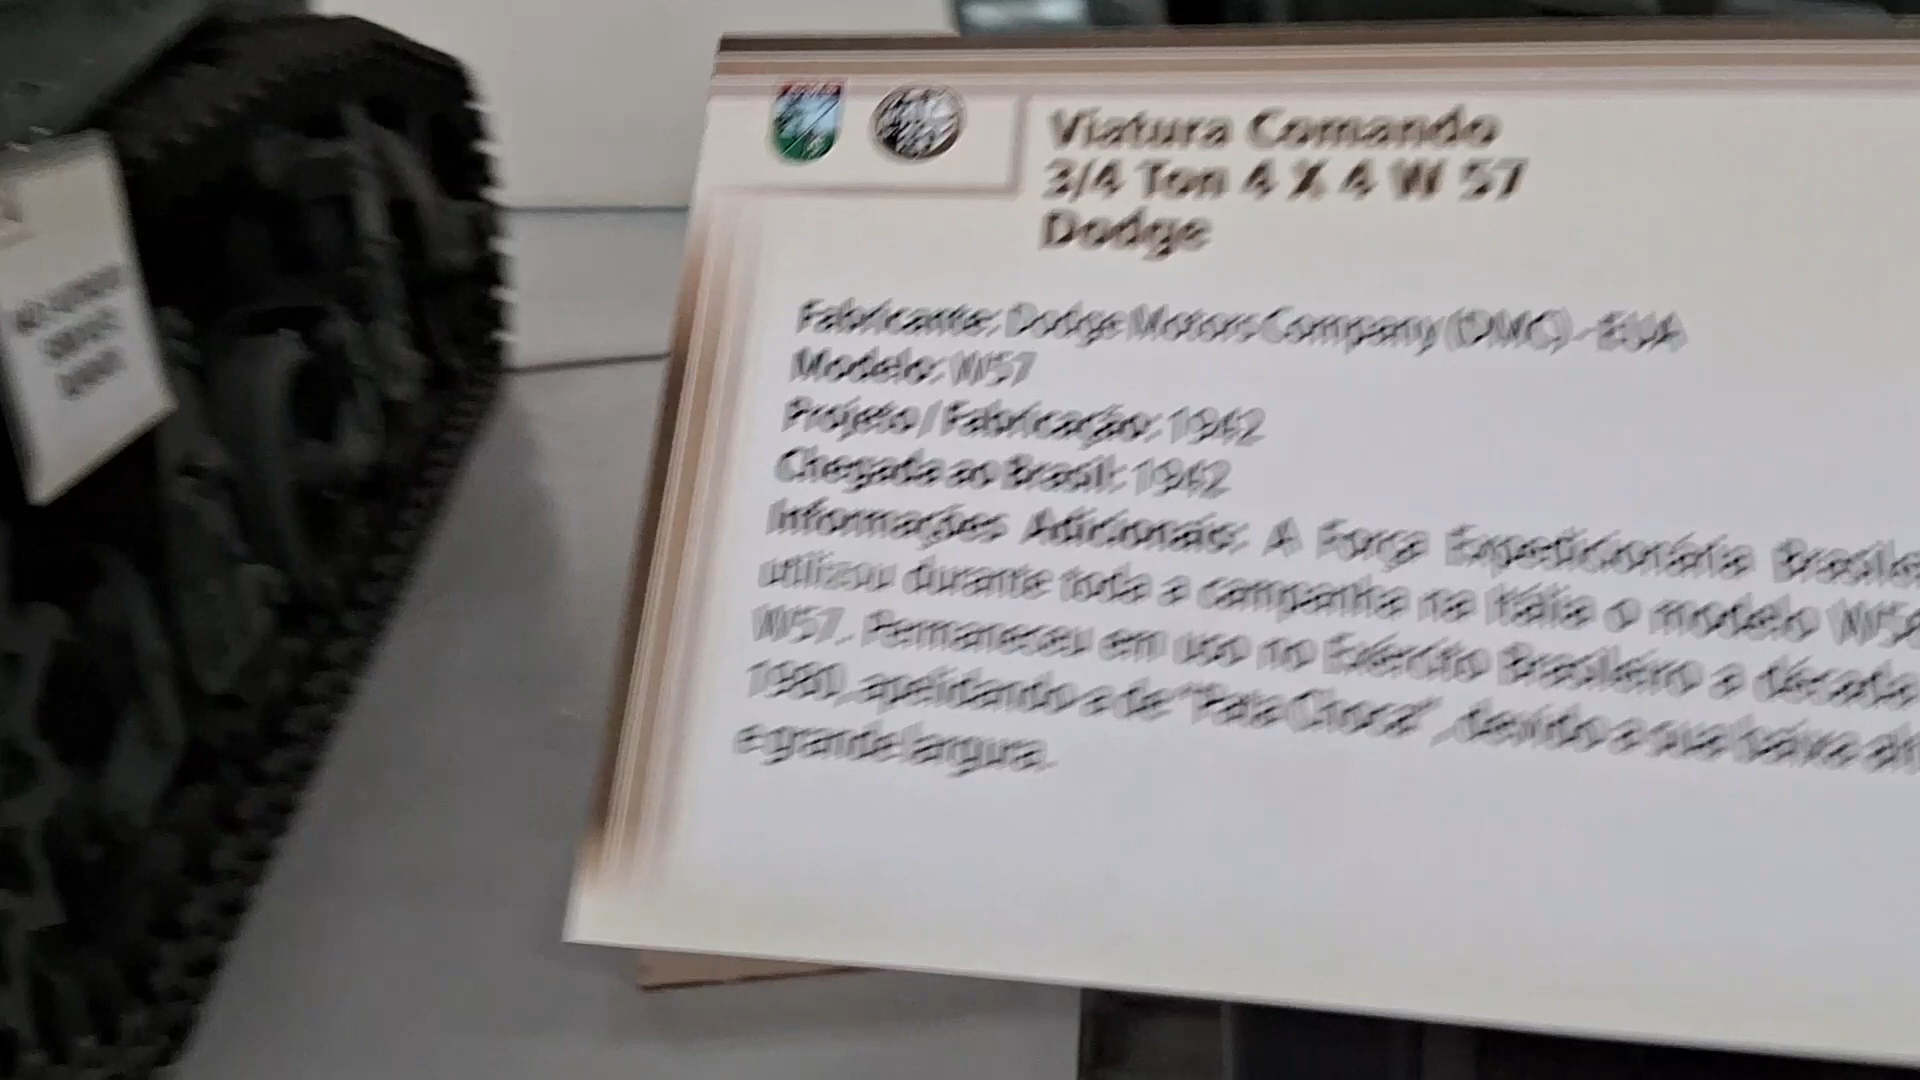 Viatura Comando
3/4 Ton 4 X 4 W 57
Dodge
Fabricante: Dodge Motors Company (DMC) - EUA
Modelo: W57
Projeto / Fabricação: 1942
Chegada ao Brasil: 1942
Informações Adicionais: A Força Expedicionária
utilizou durante toda a campanha na Itália o modelo
W57. Permaneceu em uso no Exército Brasileiro a década
1980, apelidando a de "Pata Choca", devido a sua baixa
e grande largura.